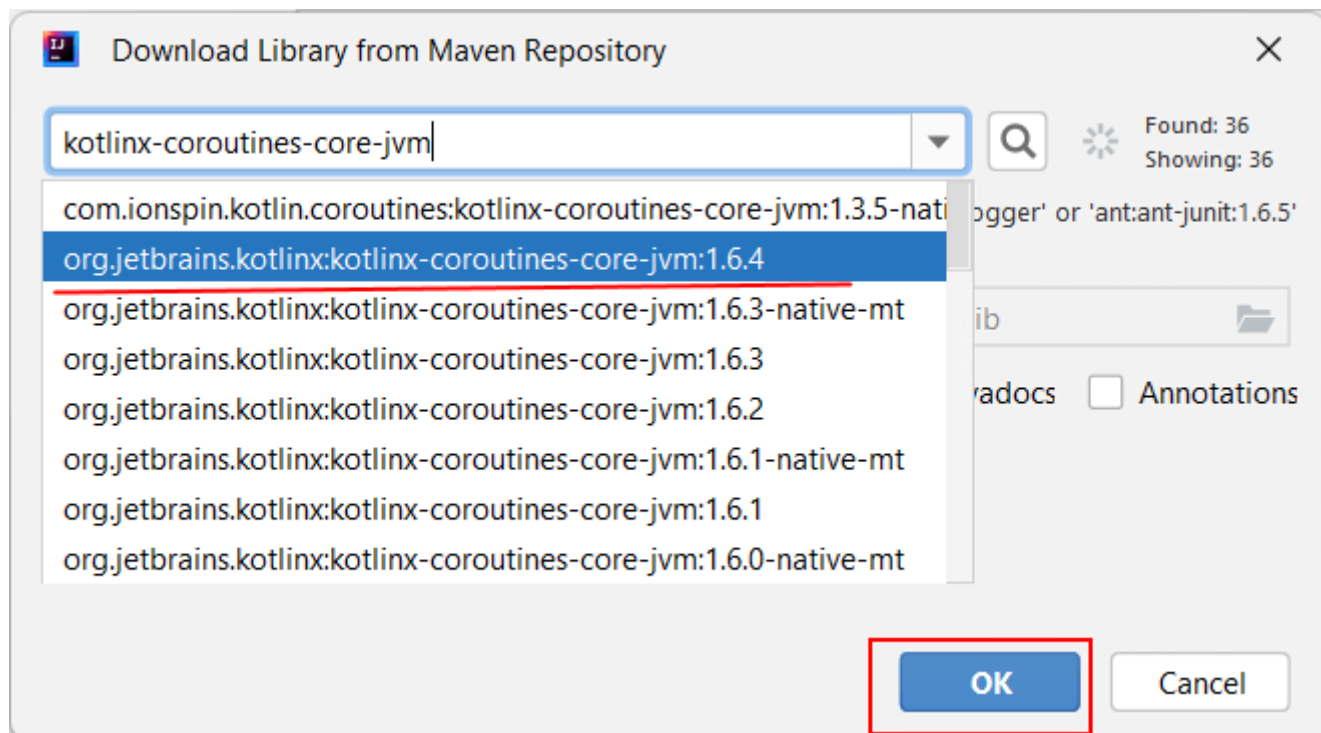 Download Library from Maven Repository
kotlinx-coroutines-core-jvm
Found: 36
Showing: 36
com.ionspin.kotlin.coroutines:kotlinx-coroutines-core-jvm:1.3.5-nati
ogger' or 'ant:ant-junit:1.6.5'
org.jetbrains.kotlinx:kotlinx-coroutines-core-jvm:1.6.4
org.jetbrains.kotlinx:kotlinx-coroutines-core-jvm:1.6.3-native-mt
ib
org.jetbrains.kotlinx:kotlinx-coroutines-core-jvm:1.6.3
org.jetbrains.kotlinx:kotlinx-coroutines-core-jvm:1.6.2
vadocs Annotations
org.jetbrains.kotlinx:kotlinx-coroutines-core-jvm:1.6.1-native-mt
org.jetbrains.kotlinx:kotlinx-coroutines-core-jvm:1.6.1
org.jetbrains.kotlinx:kotlinx-coroutines-core-jvm:1.6.0-native-mt
OK Cancel